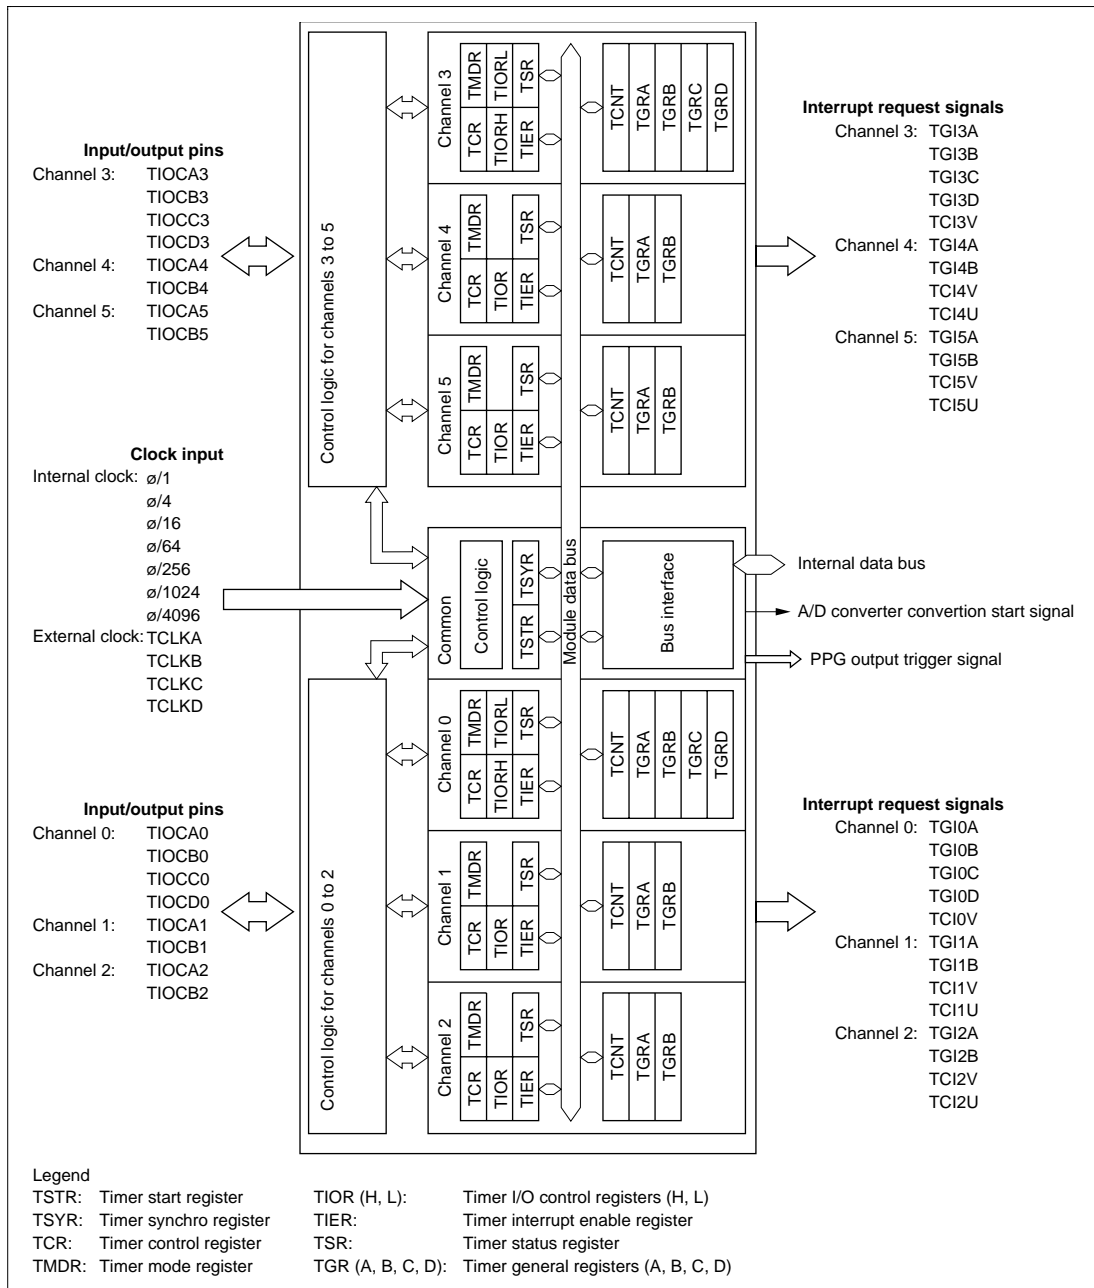 Input/output pins
Channel 3: TIOCA3
TIOCB3
TIOCC3
TIOCD3
Channel 4: TIOCA4
TIOCB4
Channel 5: TIOCA5
TIOCB5
Clock input
Internal clock: ø/1
ø/4
ø/16
ø/64
ø/256
ø/1024
ø/4096
External clock: TCLKA
TCLKB
TCLKC
TCLKD
Input/output pins
Channel 0: TIOCA0
TIOCB0
TIOCC0
TIOCD0
Channel 1: TIOCA1
TIOCB1
Channel 2: TIOCA2
TIOCB2
Control logic for channels 3 to 5
Control logic for channels 0 to 2
Channel 3
TMDR TIORL TSR
TCR TIORH TIER
TCNT TGRA TGRB TGRC TGRD
Channel 4
TMDR TSR
TCR TIOR TIER
TCNT TGRA TGRB
Channel 5
TMDR TSR
TCR TIOR TIER
TCNT TGRA TGRB
Common
Control logic
TSTR TSYR
Module data bus
Bus interface
Channel 0
TMDR TIORL TSR
TCR TIORH TIER
TCNT TGRA TGRB TGRC TGRD
Channel 1
TMDR TSR
TCR TIOR TIER
TCNT TGRA TGRB
Channel 2
TMDR TSR
TCR TIOR TIER
TCNT TGRA TGRB
Interrupt request signals
Channel 3: TGI3A
TGI3B
TGI3C
TGI3D
TCI3V
Channel 4: TGI4A
TGI4B
TCI4V
TCI4U
Channel 5: TGI5A
TGI5B
TCI5V
TCI5U
Internal data bus
A/D converter convertion start signal
PPG output trigger signal
Interrupt request signals
Channel 0: TGI0A
TGI0B
TGI0C
TGI0D
TCI0V
Channel 1: TGI1A
TGI1B
TCI1V
TCI1U
Channel 2: TGI2A
TGI2B
TCI2V
TCI2U
Legend
TSTR: Timer start register TIOR (H, L): Timer I/O control registers (H, L)
TSYR: Timer synchro register TIER: Timer interrupt enable register
TCR: Timer control register TSR: Timer status register
TMDR: Timer mode register TGR (A, B, C, D): Timer general registers (A, B, C, D)